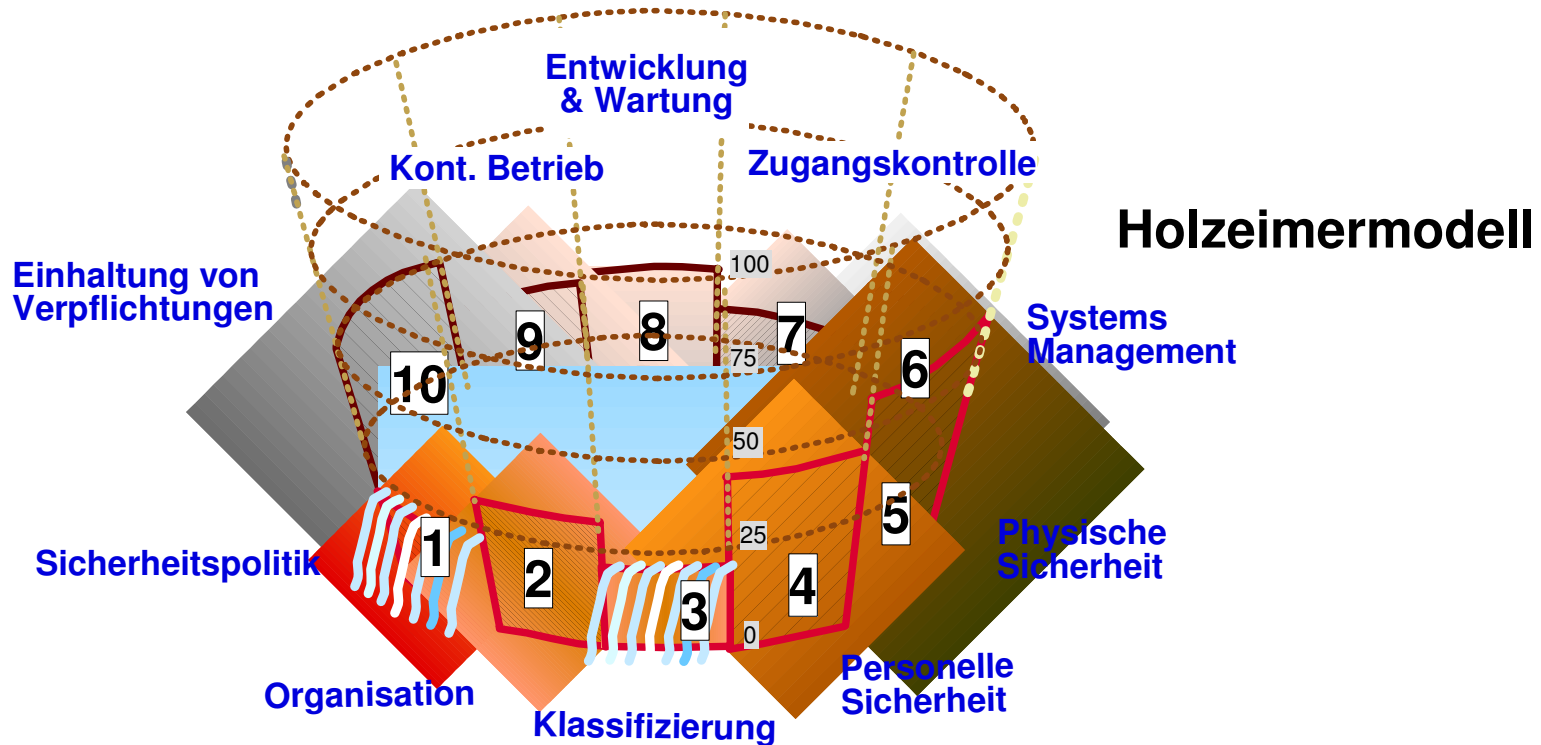 Entwicklung
& Wartung
Kont. Betrieb
Zugangskontrolle
Holzeimermodell
Einhaltung von
Verpflichtungen
100
Systems
Management
9
8
7
75
6
10
50
5
25
1
2
3
4
0
Sicherheitspolitik
Physische
Sicherheit
Personelle
Sicherheit
Organisation
Klassifizierung